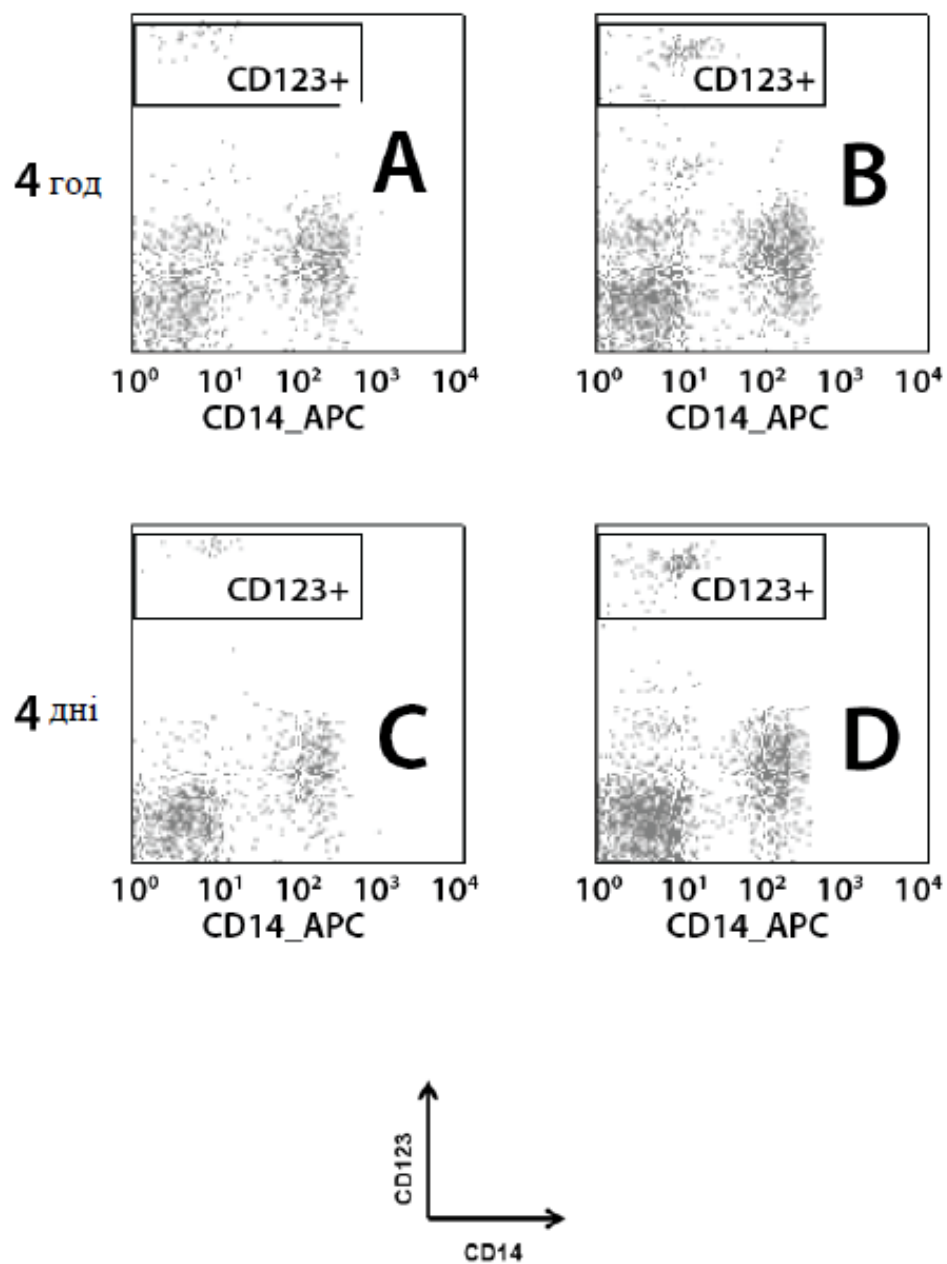 CD123+ CD123+
4 год A B
10⁰ 10¹ 10² 10³ 10⁴ 10⁰ 10¹ 10² 10³ 10⁴
CD14_APC CD14_APC
CD123+ CD123+
4 дні C D
10⁰ 10¹ 10² 10³ 10⁴ 10⁰ 10¹ 10² 10³ 10⁴
CD14_APC CD14_APC
CD123
CD14